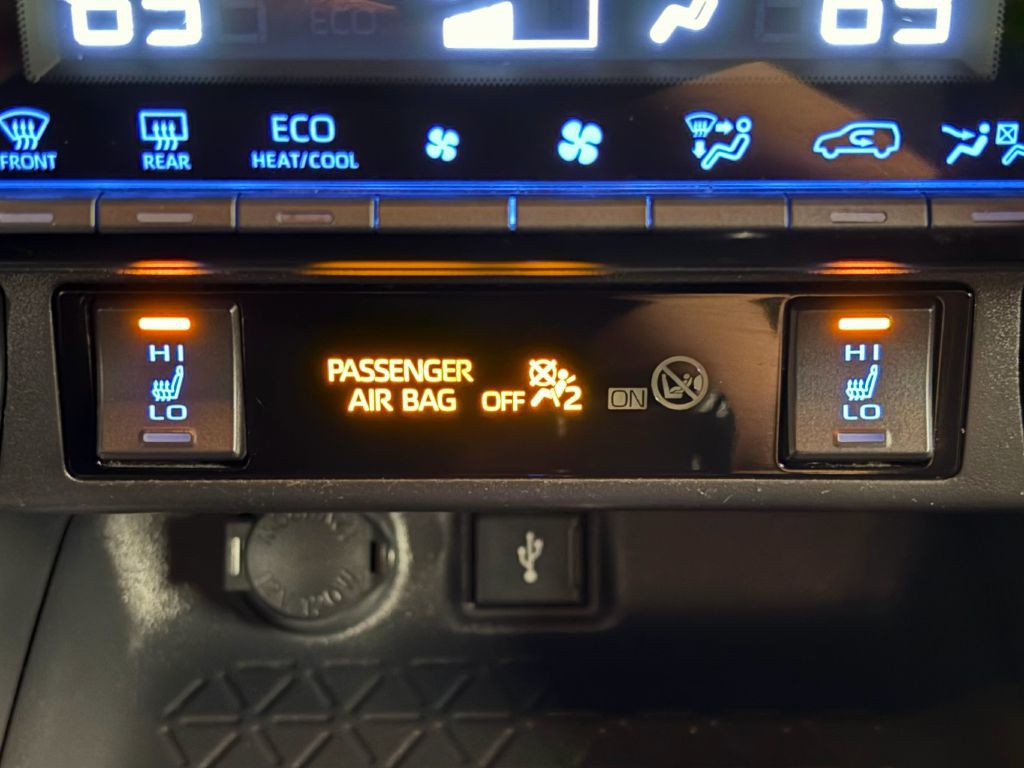 ECO
FRONT
REAR
ECO
HEAT/COOL
HI
LO
PASSENGER
AIR BAG OFF 2
ON
HI
LO